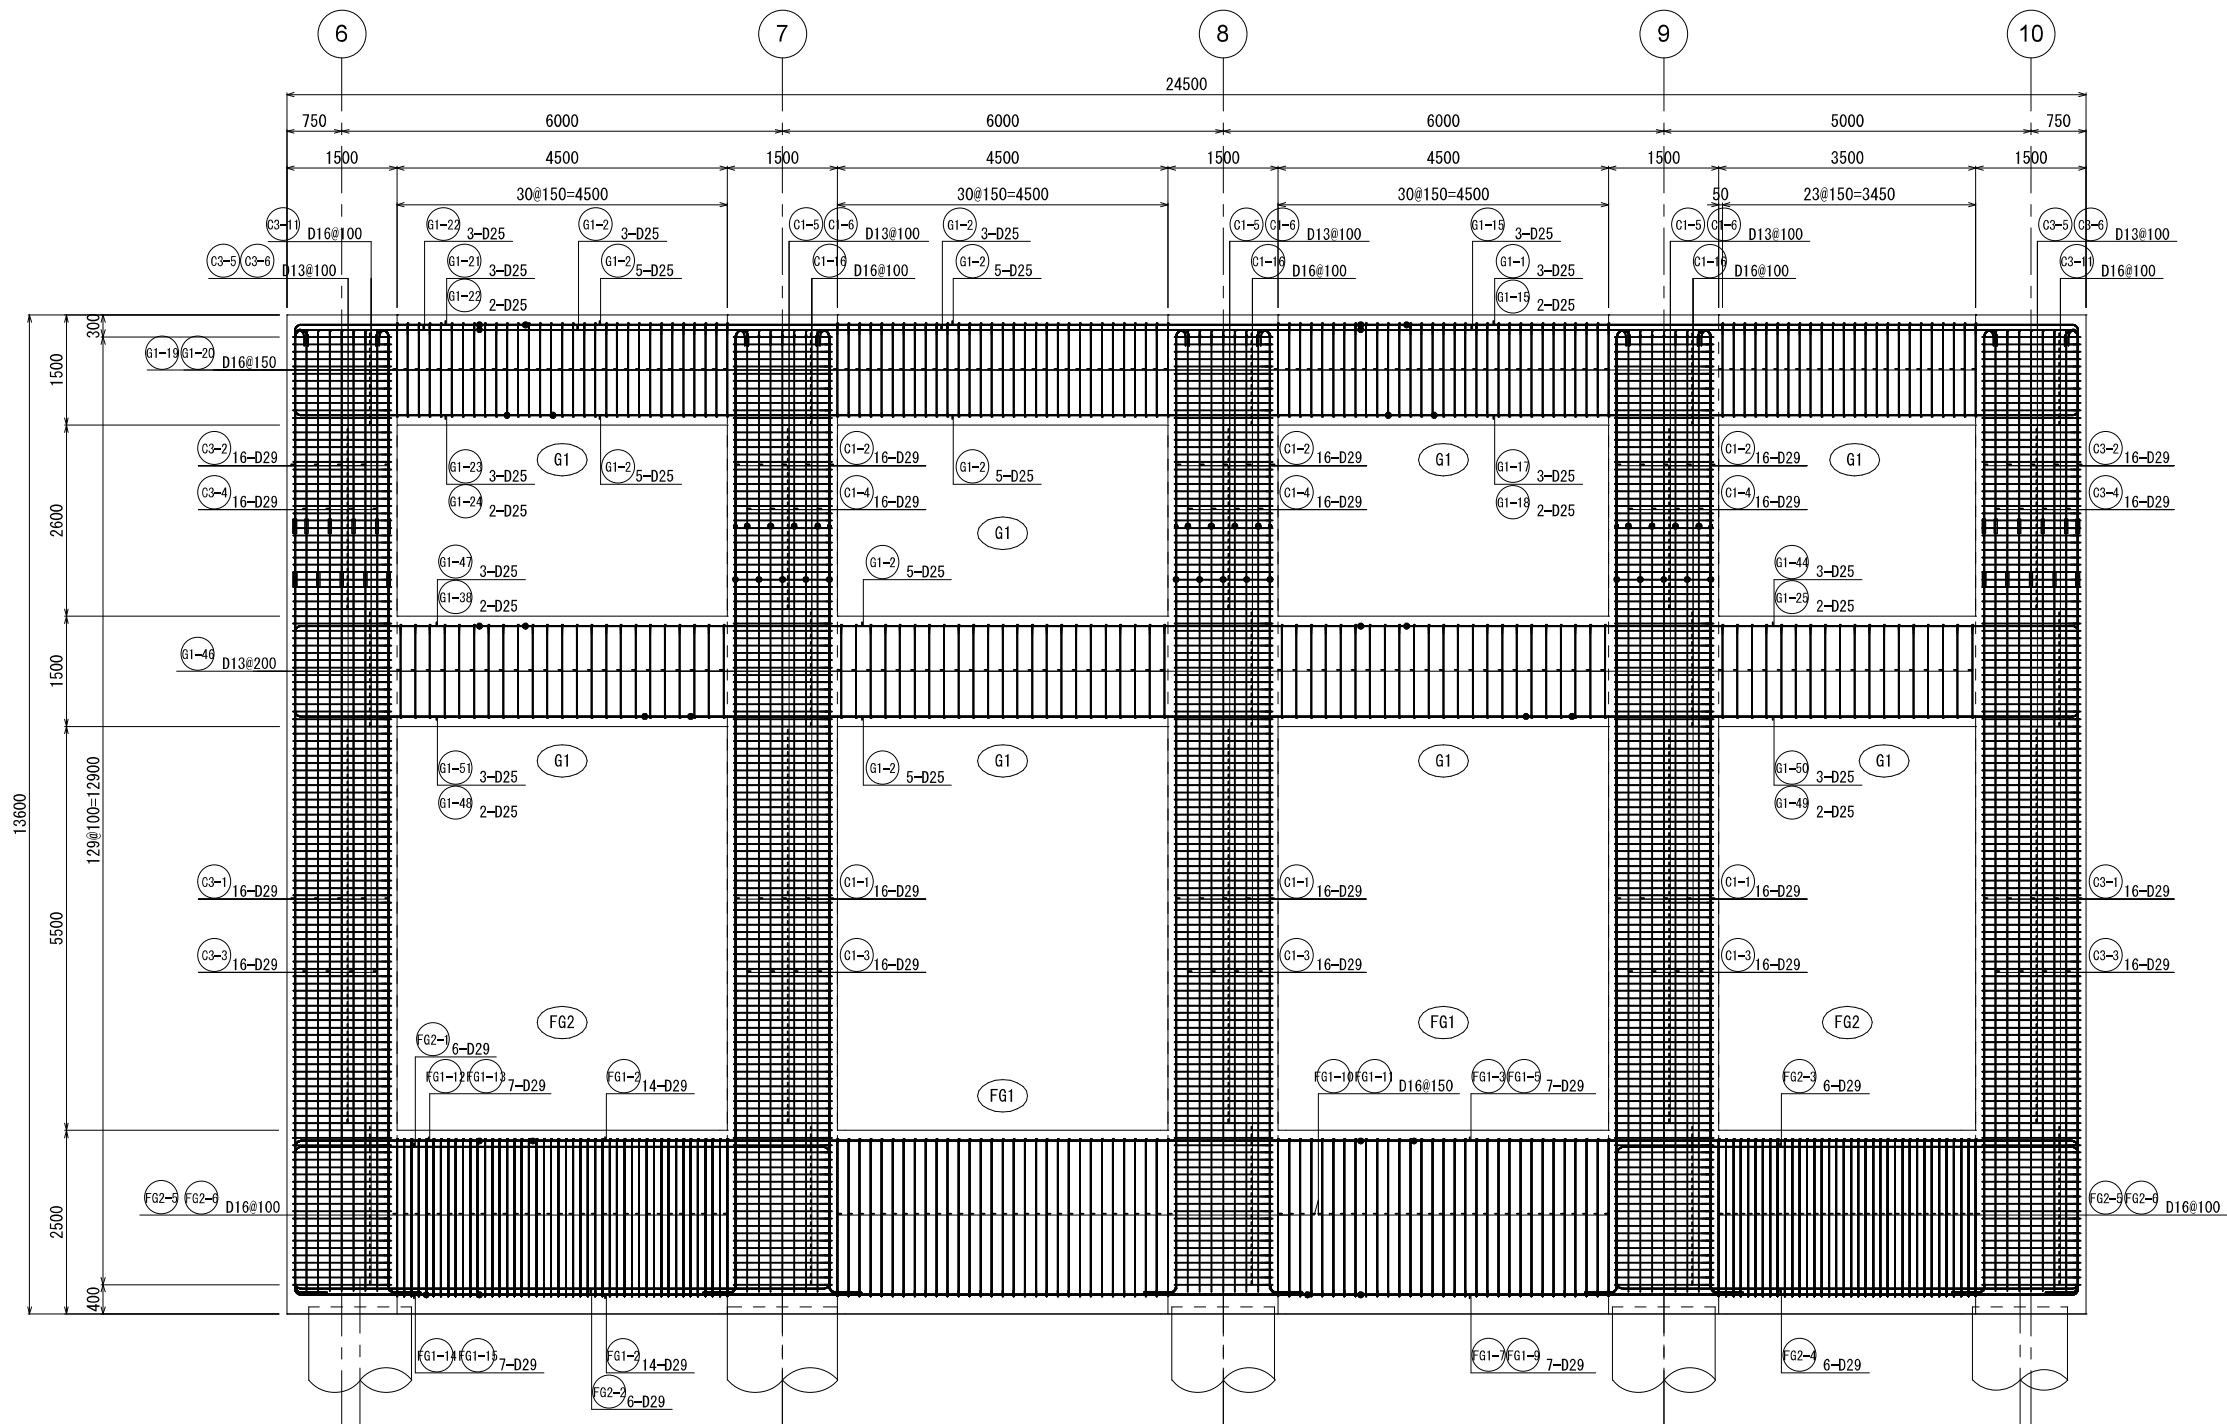 6 7 8 9 10
24500
750 6000 6000 6000 5000 750
1500 4500 1500 4500 1500 4500 1500 3500 1500
30@150=4500 30@150=4500 30@150=4500 50 23@150=3450
C3-11 D16@100 G1-22 3-D25 G1-2 3-D25 C1-5 C1-6 D13@100 G1-2 3-D25 C1-5 C1-6 D13@100 G1-15 3-D25 C1-5 C1-6 D13@100 C3-5 C3-6 D13@100
C3-5 C3-6 D13@100 G1-21 3-D25 G1-2 5-D25 C1-16 D16@100 G1-2 5-D25 C1-16 D16@100 G1-1 3-D25 C1-16 D16@100 C3-11 D16@100
G1-22 2-D25 G1-15 2-D25
300
G1-19 G1-20 D16@150
1500
C3-2 16-D29 G1-23 3-D25 G1 G1-2 5-D25 C1-2 16-D29 G1-2 5-D25 C1-2 16-D29 G1 G1-17 3-D25 C1-2 16-D29 G1 C3-2 16-D29
C3-4 16-D29 G1-24 2-D25 C1-4 16-D29 C1-4 16-D29 G1-18 2-D25 C1-4 16-D29 C3-4 16-D29
2600
G1
G1-47 3-D25 G1-2 5-D25 G1-44 3-D25
G1-38 2-D25 G1-25 2-D25
G1-46 D13@200
1500
G1-51 3-D25 G1 G1-2 5-D25 G1 G1 G1-50 3-D25 G1
G1-48 2-D25 G1-49 2-D25
13600
129@100=12900
C3-1 16-D29 C1-1 16-D29 C1-1 16-D29 C1-1 16-D29 C3-1 16-D29
5500
C3-3 16-D29 C1-3 16-D29 C1-3 16-D29 C1-3 16-D29 C3-3 16-D29
FG2 FG1 FG2
FG2-1 6-D29
FG1-12 FG1-13 7-D29 FG1-2 14-D29 FG1 FG1-10 FG1-11 D16@150 FG1-3 FG1-5 7-D29 FG2-3 6-D29
FG2-5 FG2-6 D16@100 FG2-5 FG2-6 D16@100
2500
400
FG1-14 FG1-15 7-D29 FG1-2 14-D29 FG1-7 FG1-9 7-D29 FG2-4 6-D29
FG2-2 6-D29